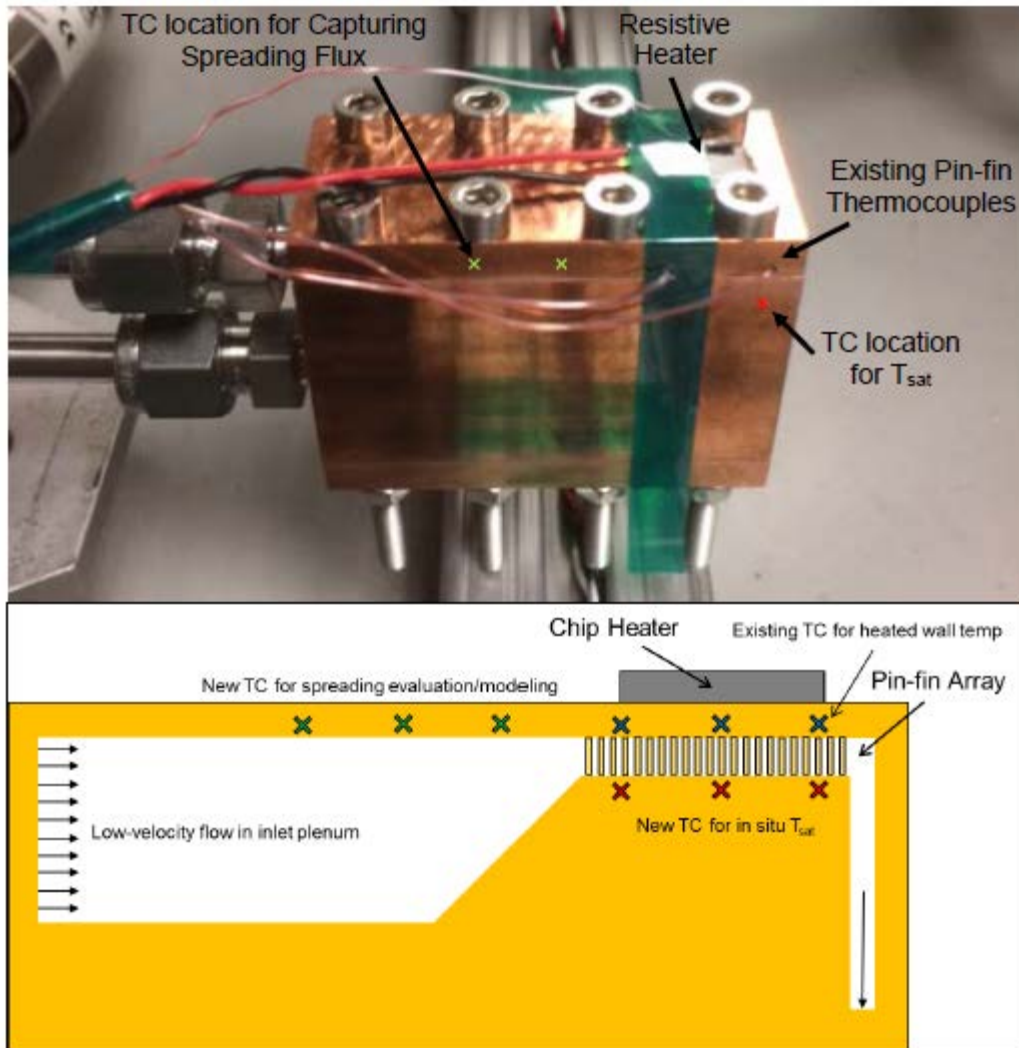 TC location for Capturing
Spreading Flux
Resistive
Heater
Existing Pin-fin
Thermocouples
TC location
for Tsat
Chip Heater
Existing TC for heated wall temp
New TC for spreading evaluation/modeling
Pin-fin Array
Low-velocity flow in inlet plenum
New TC for in situ Tsat